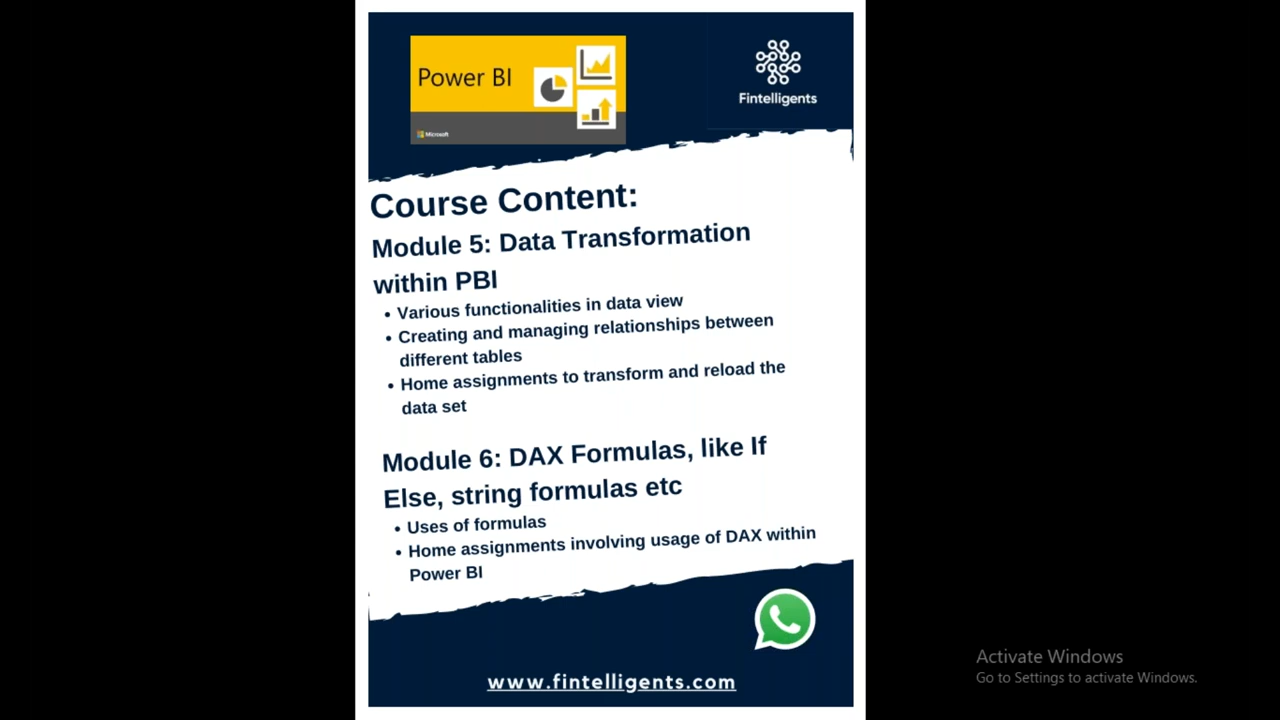 Power BI
Microsoft
Fintelligents
Course Content:
Module 5: Data Transformation
within PBI
• Various functionalities in data view
• Creating and managing relationships between
different tables
• Home assignments to transform and reload the
data set
Module 6: DAX Formulas, like If
Else, string formulas etc
• Uses of formulas
• Home assignments involving usage of DAX within
Power BI
www.fintelligents.com
Activate Windows
Go to Settings to activate Windows.